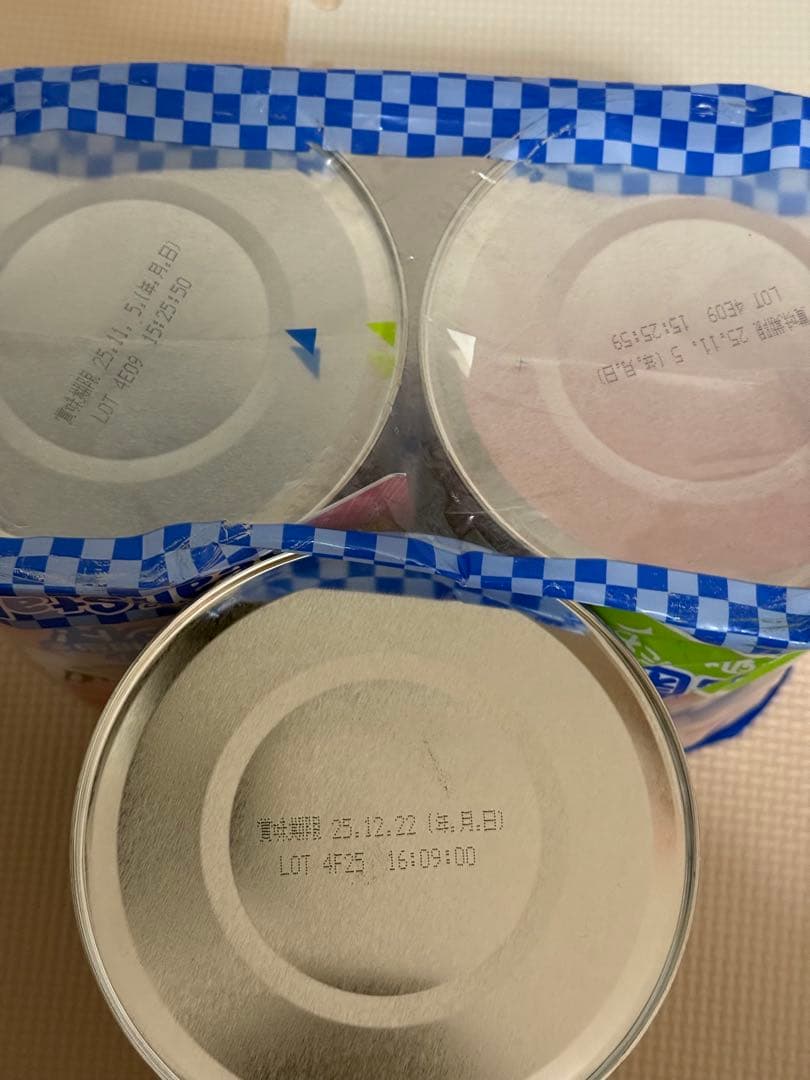 賞味期限 25.11. 5.(年.月.日)
LOT 4E09 15:25:50
賞味期限 25.11. 5 (年.月.日)
LOT 4E09 15:25:59
賞味期限 25.12.22 (年.月.日)
LOT 4F25 16:09:00